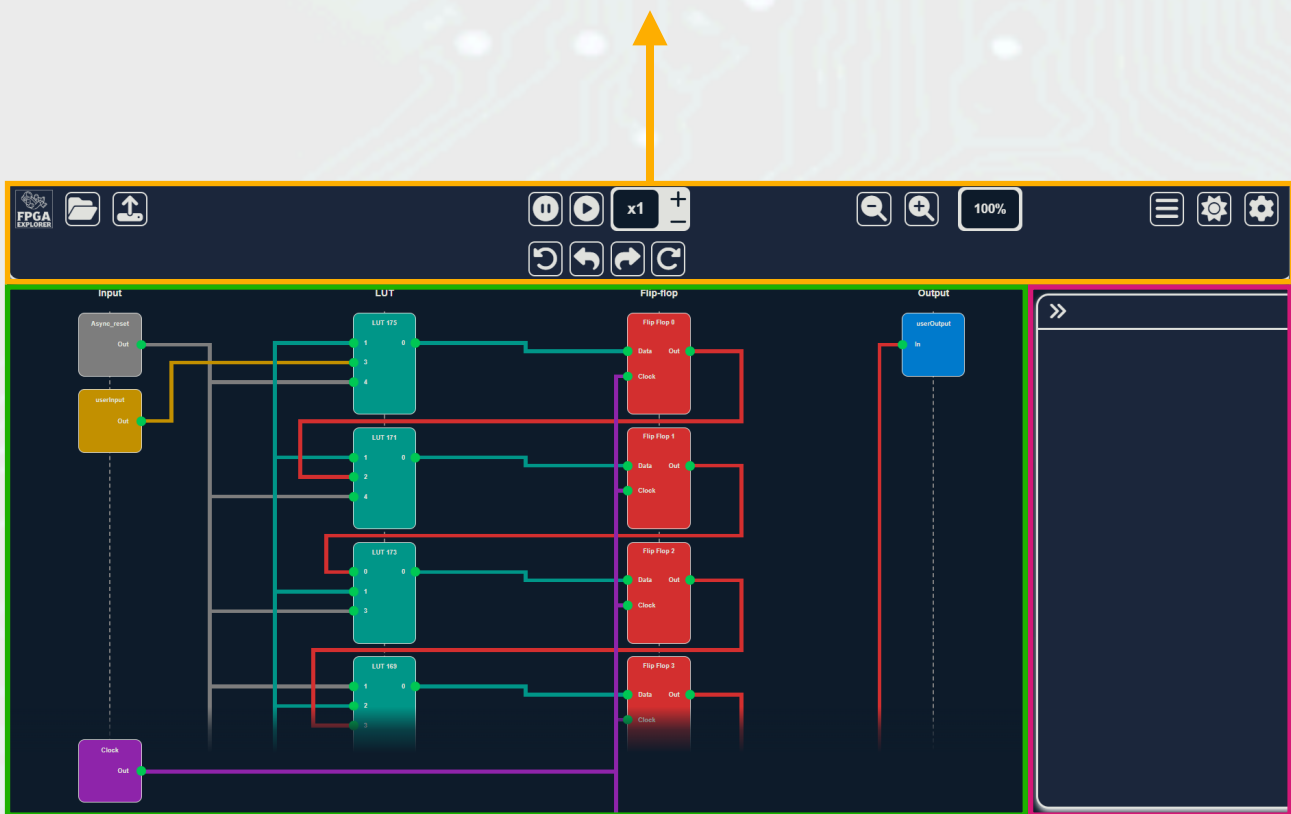 FPGA
EXPLORER
x1
+
−
100%
Input
LUT
Flip-flop
Output
Async_reset
Out
userInput
Out
Clock
Out
LUT 175
1 0
3
4
LUT 171
1 0
2
4
LUT 173
0 0
1
3
LUT 169
1 0
2
3
Flip Flop 0
Data Out
Clock
Flip Flop 1
Data Out
Clock
Flip Flop 2
Data Out
Clock
Flip Flop 3
Data Out
Clock
userOutput
In